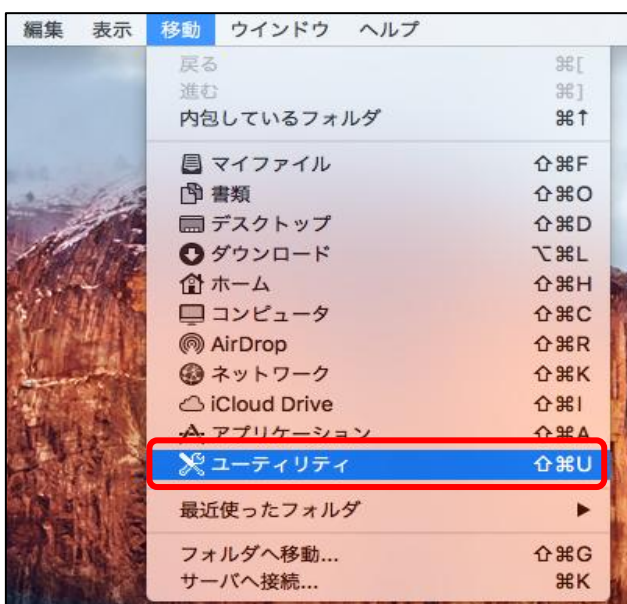 編集 表示 移動 ウインドウ ヘルプ
戻る ⌘[
進む ⌘]
内包しているフォルダ ⌘↑
マイファイル ⇧⌘F
書類 ⇧⌘O
デスクトップ ⇧⌘D
ダウンロード ⌥⌘L
ホーム ⇧⌘H
コンピュータ ⇧⌘C
AirDrop ⇧⌘R
ネットワーク ⇧⌘K
iCloud Drive ⇧⌘I
アプリケーション ⇧⌘A
ユーティリティ ⇧⌘U
最近使ったフォルダ ▶
フォルダへ移動... ⇧⌘G
サーバへ接続... ⌘K